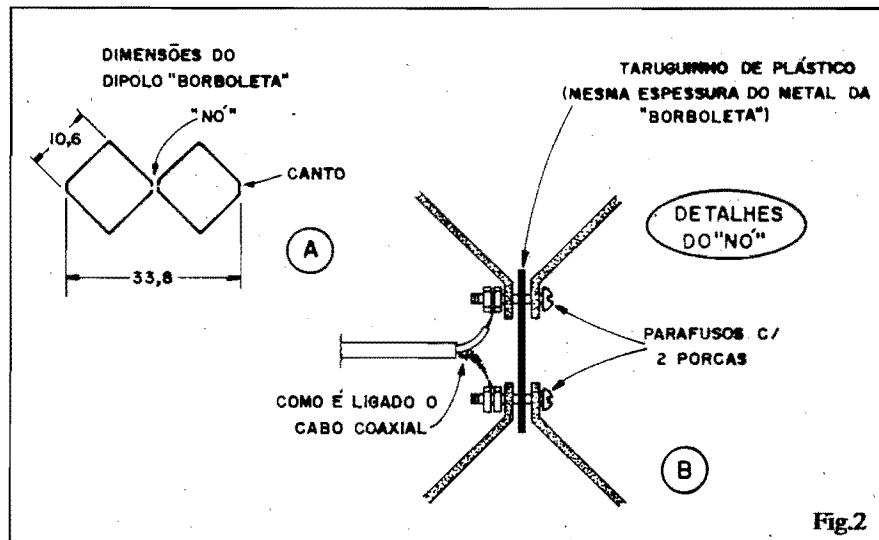 DIMENSÕES DO
DIPOLO "BORBOLETA"
"NÓ"
10,6
CANTO
A
33,8
TARUGUINHO DE PLÁSTICO
(MESMA ESPESSURA DO METAL DA
"BORBOLETA")
DETALHES
DO "NÓ"
PARAFUSOS C/
2 PORCAS
COMO É LIGADO O
CABO COAXIAL
B
Fig.2